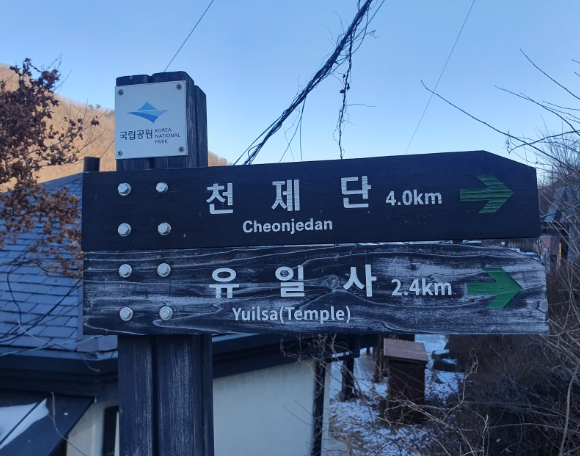 국립공원
KOREA
NATIONAL
PARK
천 제 단 4.0km
Cheonjedan
유 일 사 2.4km
Yuilsa(Temple)